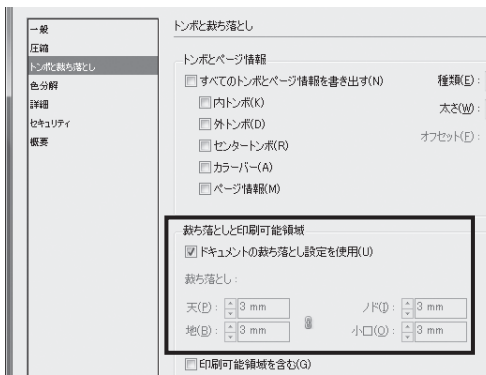 一般
圧縮
トンボと裁ち落とし
色分解
詳細
セキュリティ
概要
トンボと裁ち落とし
トンボとページ情報
すべてのトンボとページ情報を書き出す(N)
種類(E):
内トンボ(K)
太さ(W):
外トンボ(D)
オフセット(F):
センタートンボ(R)
カラーバー(A)
ページ情報(M)
裁ち落としと印刷可能領域
ドキュメントの裁ち落とし設定を使用(U)
裁ち落とし:
天(P): 3 mm ノド(I): 3 mm
地(B): 3 mm 小口(O): 3 mm
印刷可能領域を含む(G)